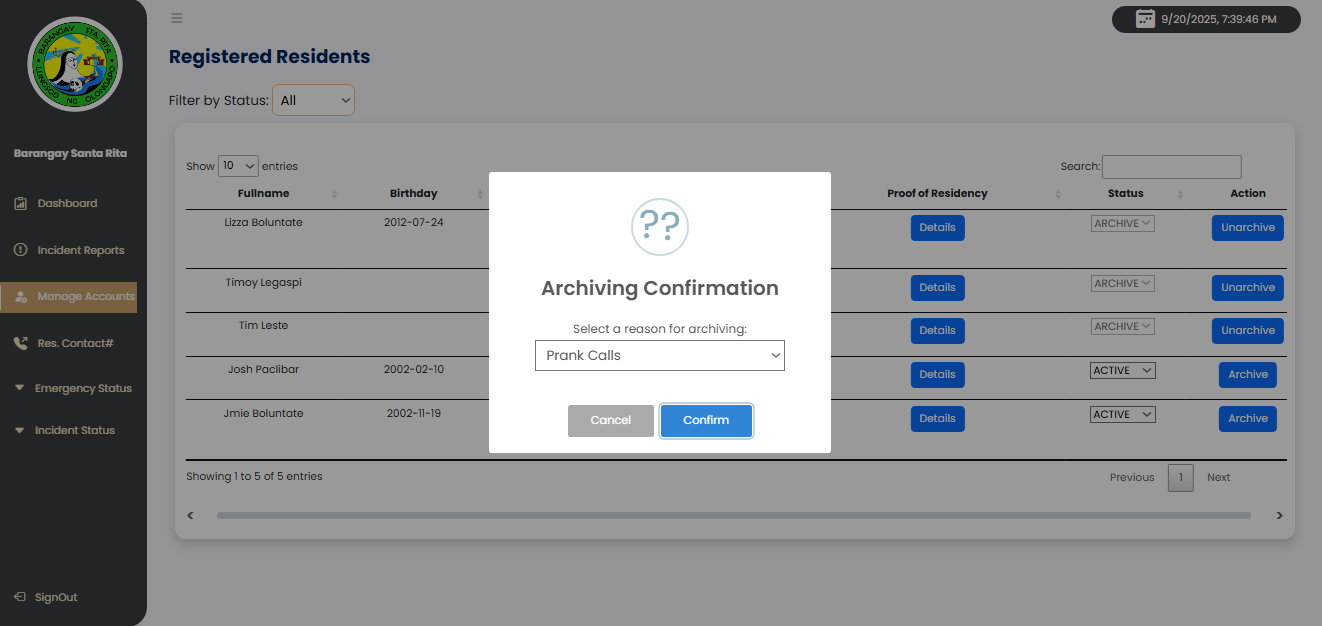 BARANGAY STA. RITA
LUNGSOD NG OLONGAPO
Barangay Santa Rita
Dashboard
Incident Reports
Manage Accounts
Res. Contact#
Emergency Status
Incident Status
SignOut
9/20/2025, 7:39:46 PM
Registered Residents
Filter by Status: All
Show 10 entries
Search:
Fullname Birthday Proof of Residency Status Action
Lizza Boluntate 2012-07-24 Details ARCHIVE Unarchive
Timoy Legaspi Details ARCHIVE Unarchive
Tim Leste Details ARCHIVE Unarchive
Josh Paclibar 2002-02-10 Details ACTIVE Archive
Jmie Boluntate 2002-11-19 Details ACTIVE Archive
Showing 1 to 5 of 5 entries
Previous 1 Next
??
Archiving Confirmation
Select a reason for archiving:
Prank Calls
Cancel Confirm